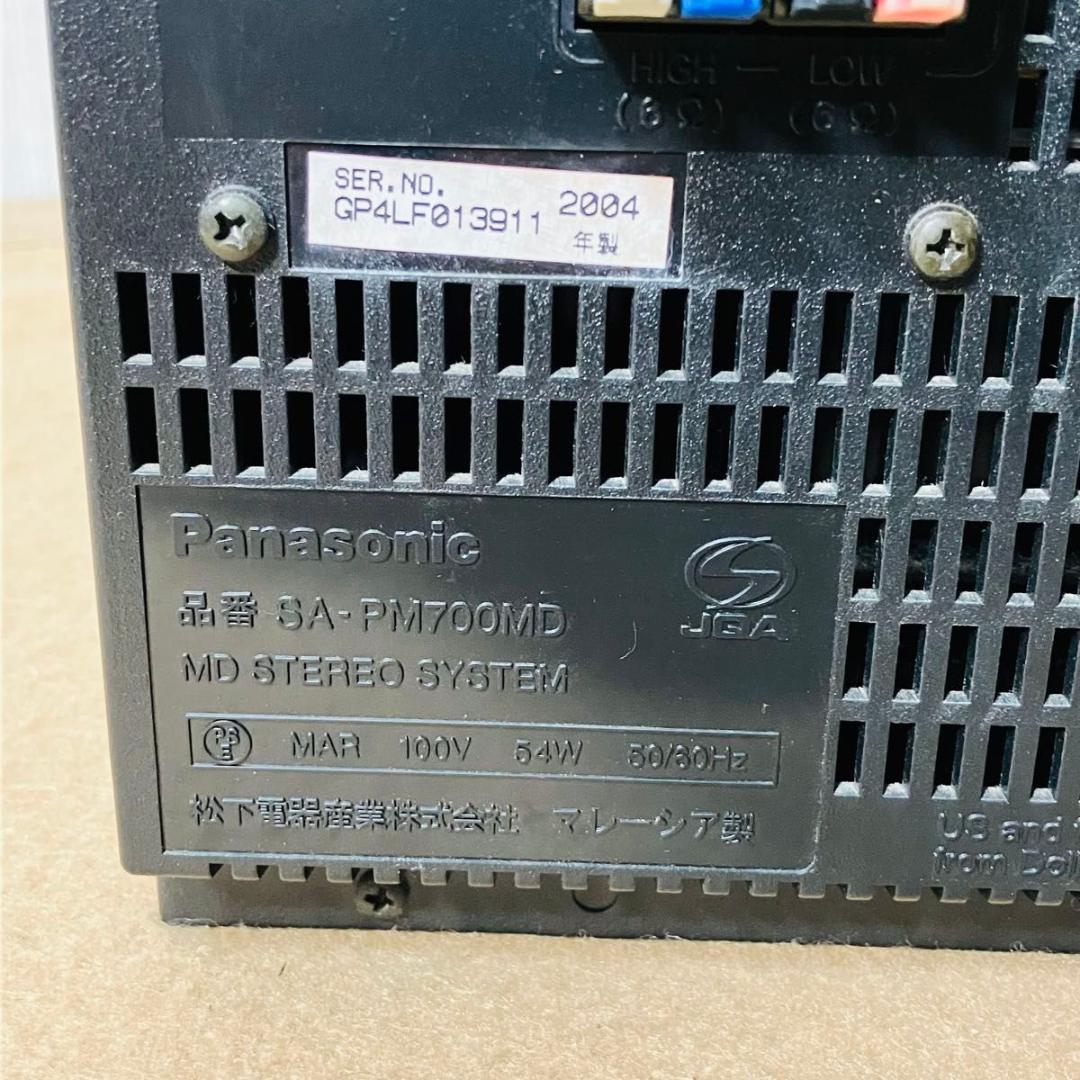 HIGH — LOW
(6Ω) (6Ω)
SER.NO.
GP4LF013911 2004
年製
Panasonic
品番 SA-PM700MD
JQA
MD STEREO SYSTEM
PS E MAR 100V 54W 50/60Hz
松下電器産業株式会社 マレーシア製
US and
from Dol